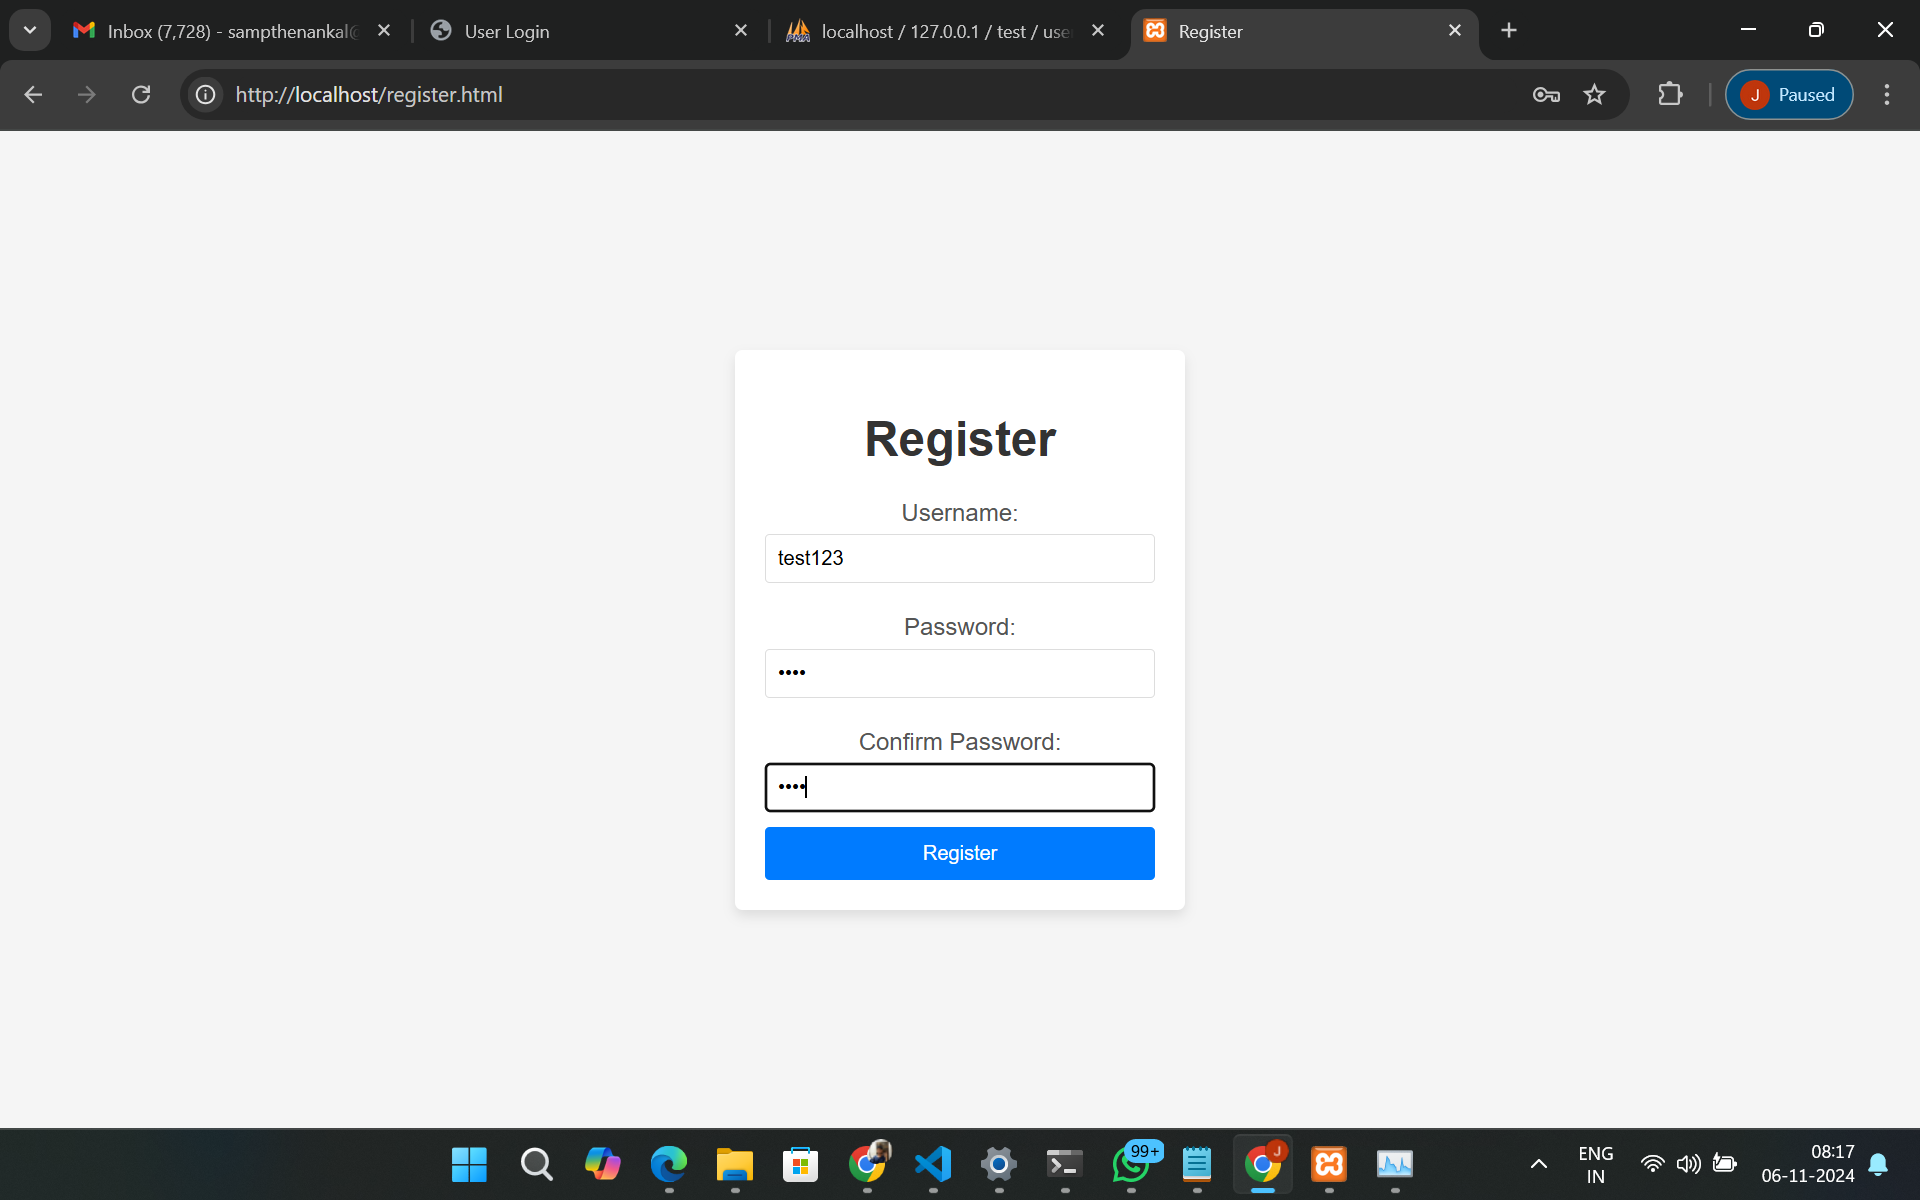 Inbox (7,728) - sampthenankal@
User Login
localhost / 127.0.0.1 / test / use
Register
http://localhost/register.html
J Paused
Register
Username:
test123
Password:
••••
Confirm Password:
••••
Register
99+
J
ENG
IN
08:17
06-11-2024